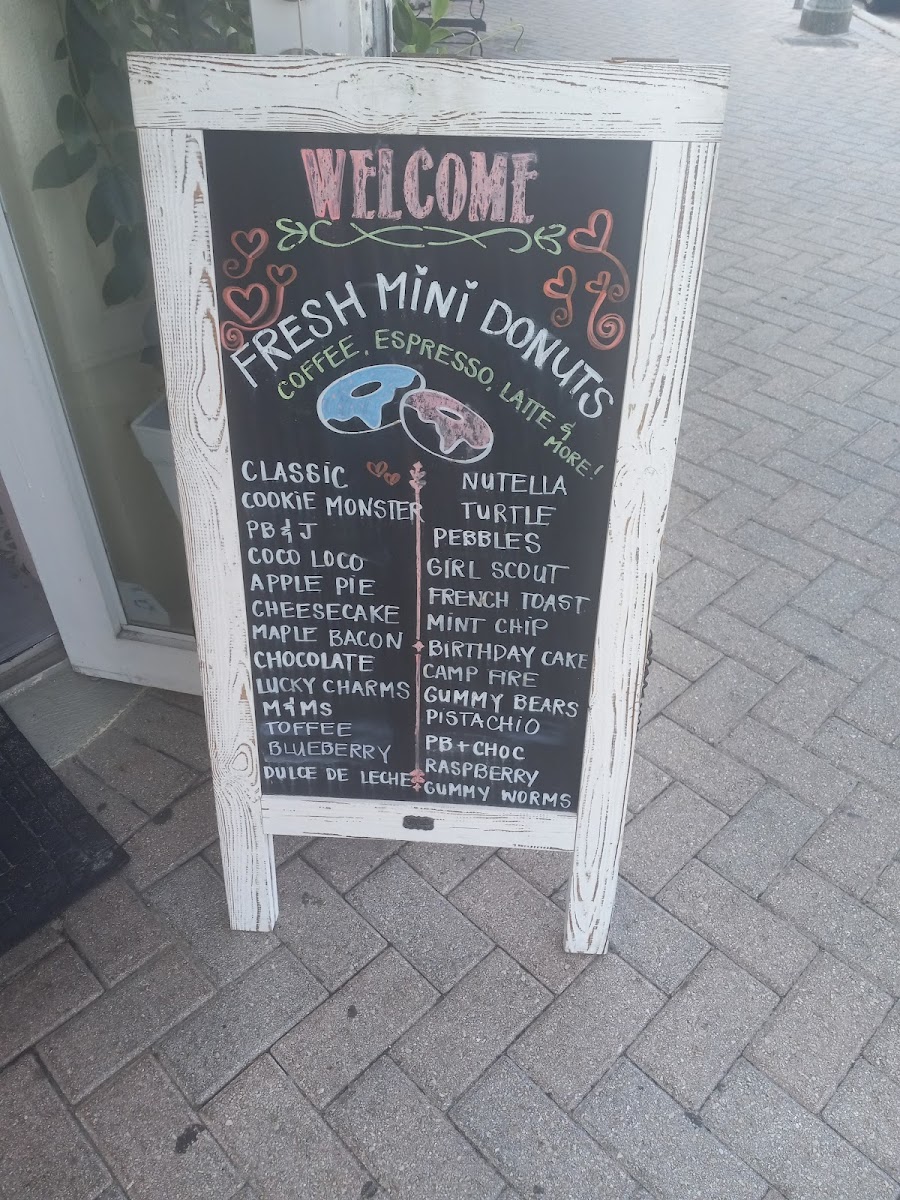 WELCOME
FRESH MINI DONUTS
COFFEE, ESPRESSO, LATTE &
MORE!
CLASSIC
COOKIE MONSTER
PB & J
COCO LOCO
APPLE PIE
CHEESECAKE
MAPLE BACON
CHOCOLATE
LUCKY CHARMS
M&MS
TOFFEE
BLUEBERRY
DULCE DE LECHE
NUTELLA
TURTLE
PEBBLES
GIRL SCOUT
FRENCH TOAST
MINT CHIP
BIRTHDAY CAKE
CAMP FIRE
GUMMY BEARS
PISTACHIO
PB + CHOC
RASPBERRY
GUMMY WORMS